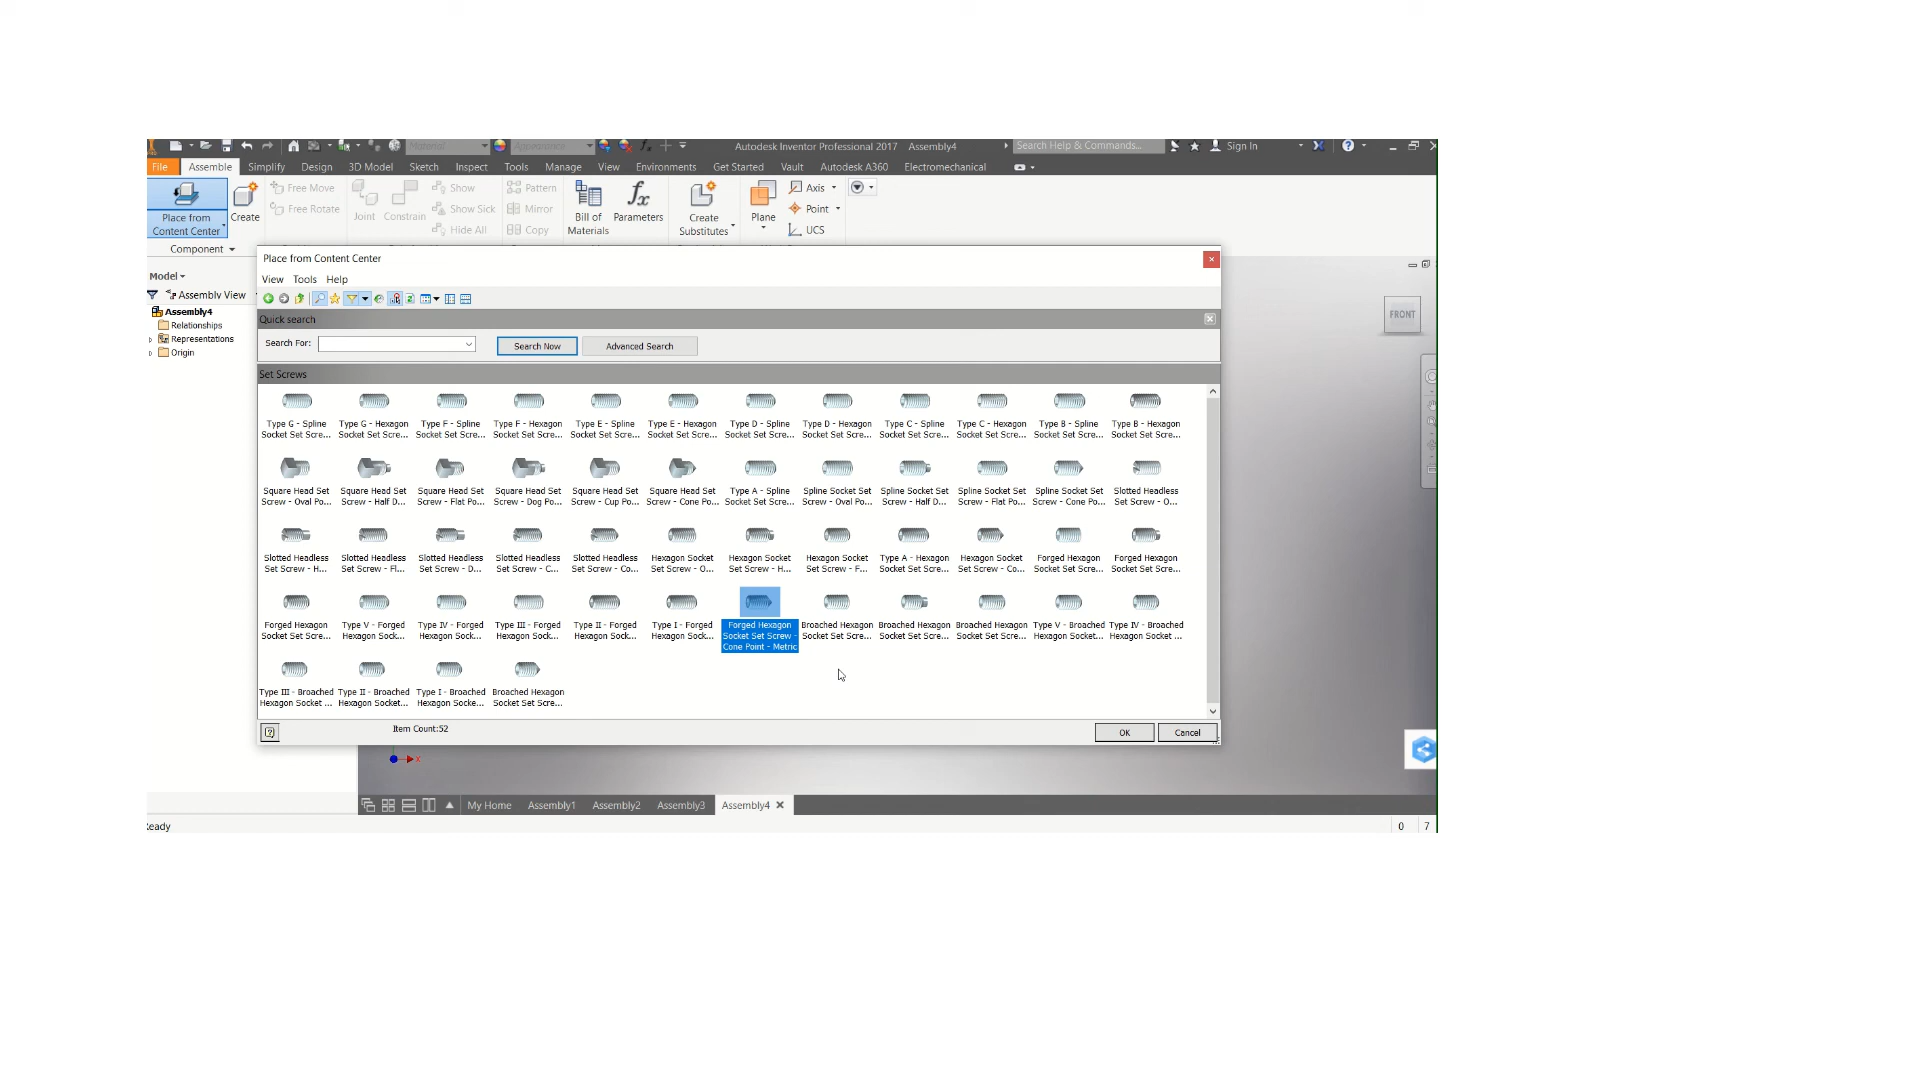 Material
Appearance
Autodesk Inventor Professional 2017 Assembly4
Search Help & Commands...
Sign In
File Assemble Simplify Design 3D Model Sketch Inspect Tools Manage View Environments Get Started Vault Autodesk A360 Electromechanical
Place from
Content Center
Create
Free Move
Free Rotate
Joint
Constrain
Show
Show Sick
Hide All
Pattern
Mirror
Copy
Bill of
Materials
Parameters
Create
Substitutes
Plane
Axis
Point
UCS
Component
Model
Assembly View
Assembly4
Relationships
Representations
Origin
Place from Content Center
View Tools Help
Quick search
Search For:
Search Now
Advanced Search
Set Screws
Type G - Spline Type G - Hexagon Type F - Spline Type F - Hexagon Type E - Spline Type E - Hexagon Type D - Spline Type D - Hexagon Type C - Spline Type C - Hexagon Type B - Spline Type B - Hexagon
Socket Set Scre... Socket Set Scre... Socket Set Scre... Socket Set Scre... Socket Set Scre... Socket Set Scre... Socket Set Scre... Socket Set Scre... Socket Set Scre... Socket Set Scre... Socket Set Scre... Socket Set Scre...
Square Head Set Square Head Set Square Head Set Square Head Set Square Head Set Square Head Set Type A - Spline Spline Socket Set Spline Socket Set Spline Socket Set Spline Socket Set Slotted Headless
Screw - Oval Po... Screw - Half D... Screw - Flat Po... Screw - Dog Po... Screw - Cup Po... Screw - Cone Po... Socket Set Scre... Screw - Oval Po... Screw - Half D... Screw - Flat Po... Screw - Cone Po... Set Screw - O...
Slotted Headless Slotted Headless Slotted Headless Slotted Headless Slotted Headless Hexagon Socket Hexagon Socket Hexagon Socket Type A - Hexagon Hexagon Socket Forged Hexagon Forged Hexagon
Set Screw - H... Set Screw - Fl... Set Screw - D... Set Screw - C... Set Screw - Co... Set Screw - O... Set Screw - H... Set Screw - F... Socket Set Scre... Set Screw - Co... Socket Set Scre... Socket Set Scre...
Forged Hexagon Type V - Forged Type IV - Forged Type III - Forged Type II - Forged Type I - Forged Forged Hexagon Broached Hexagon Broached Hexagon Broached Hexagon Type V - Broached Type IV - Broached
Socket Set Scre... Hexagon Sock... Hexagon Sock... Hexagon Sock... Hexagon Sock... Hexagon Sock... Socket Set Screw - Socket Set Scre... Socket Set Scre... Socket Set Scre... Hexagon Socket... Hexagon Socket ...
Cone Point - Metric
Type III - Broached Type II - Broached Type I - Broached Broached Hexagon
Hexagon Socket ... Hexagon Socket... Hexagon Socke... Socket Set Scre...
Item Count:52
OK
Cancel
FRONT
x
My Home Assembly1 Assembly2 Assembly3 Assembly4
eady
0 7